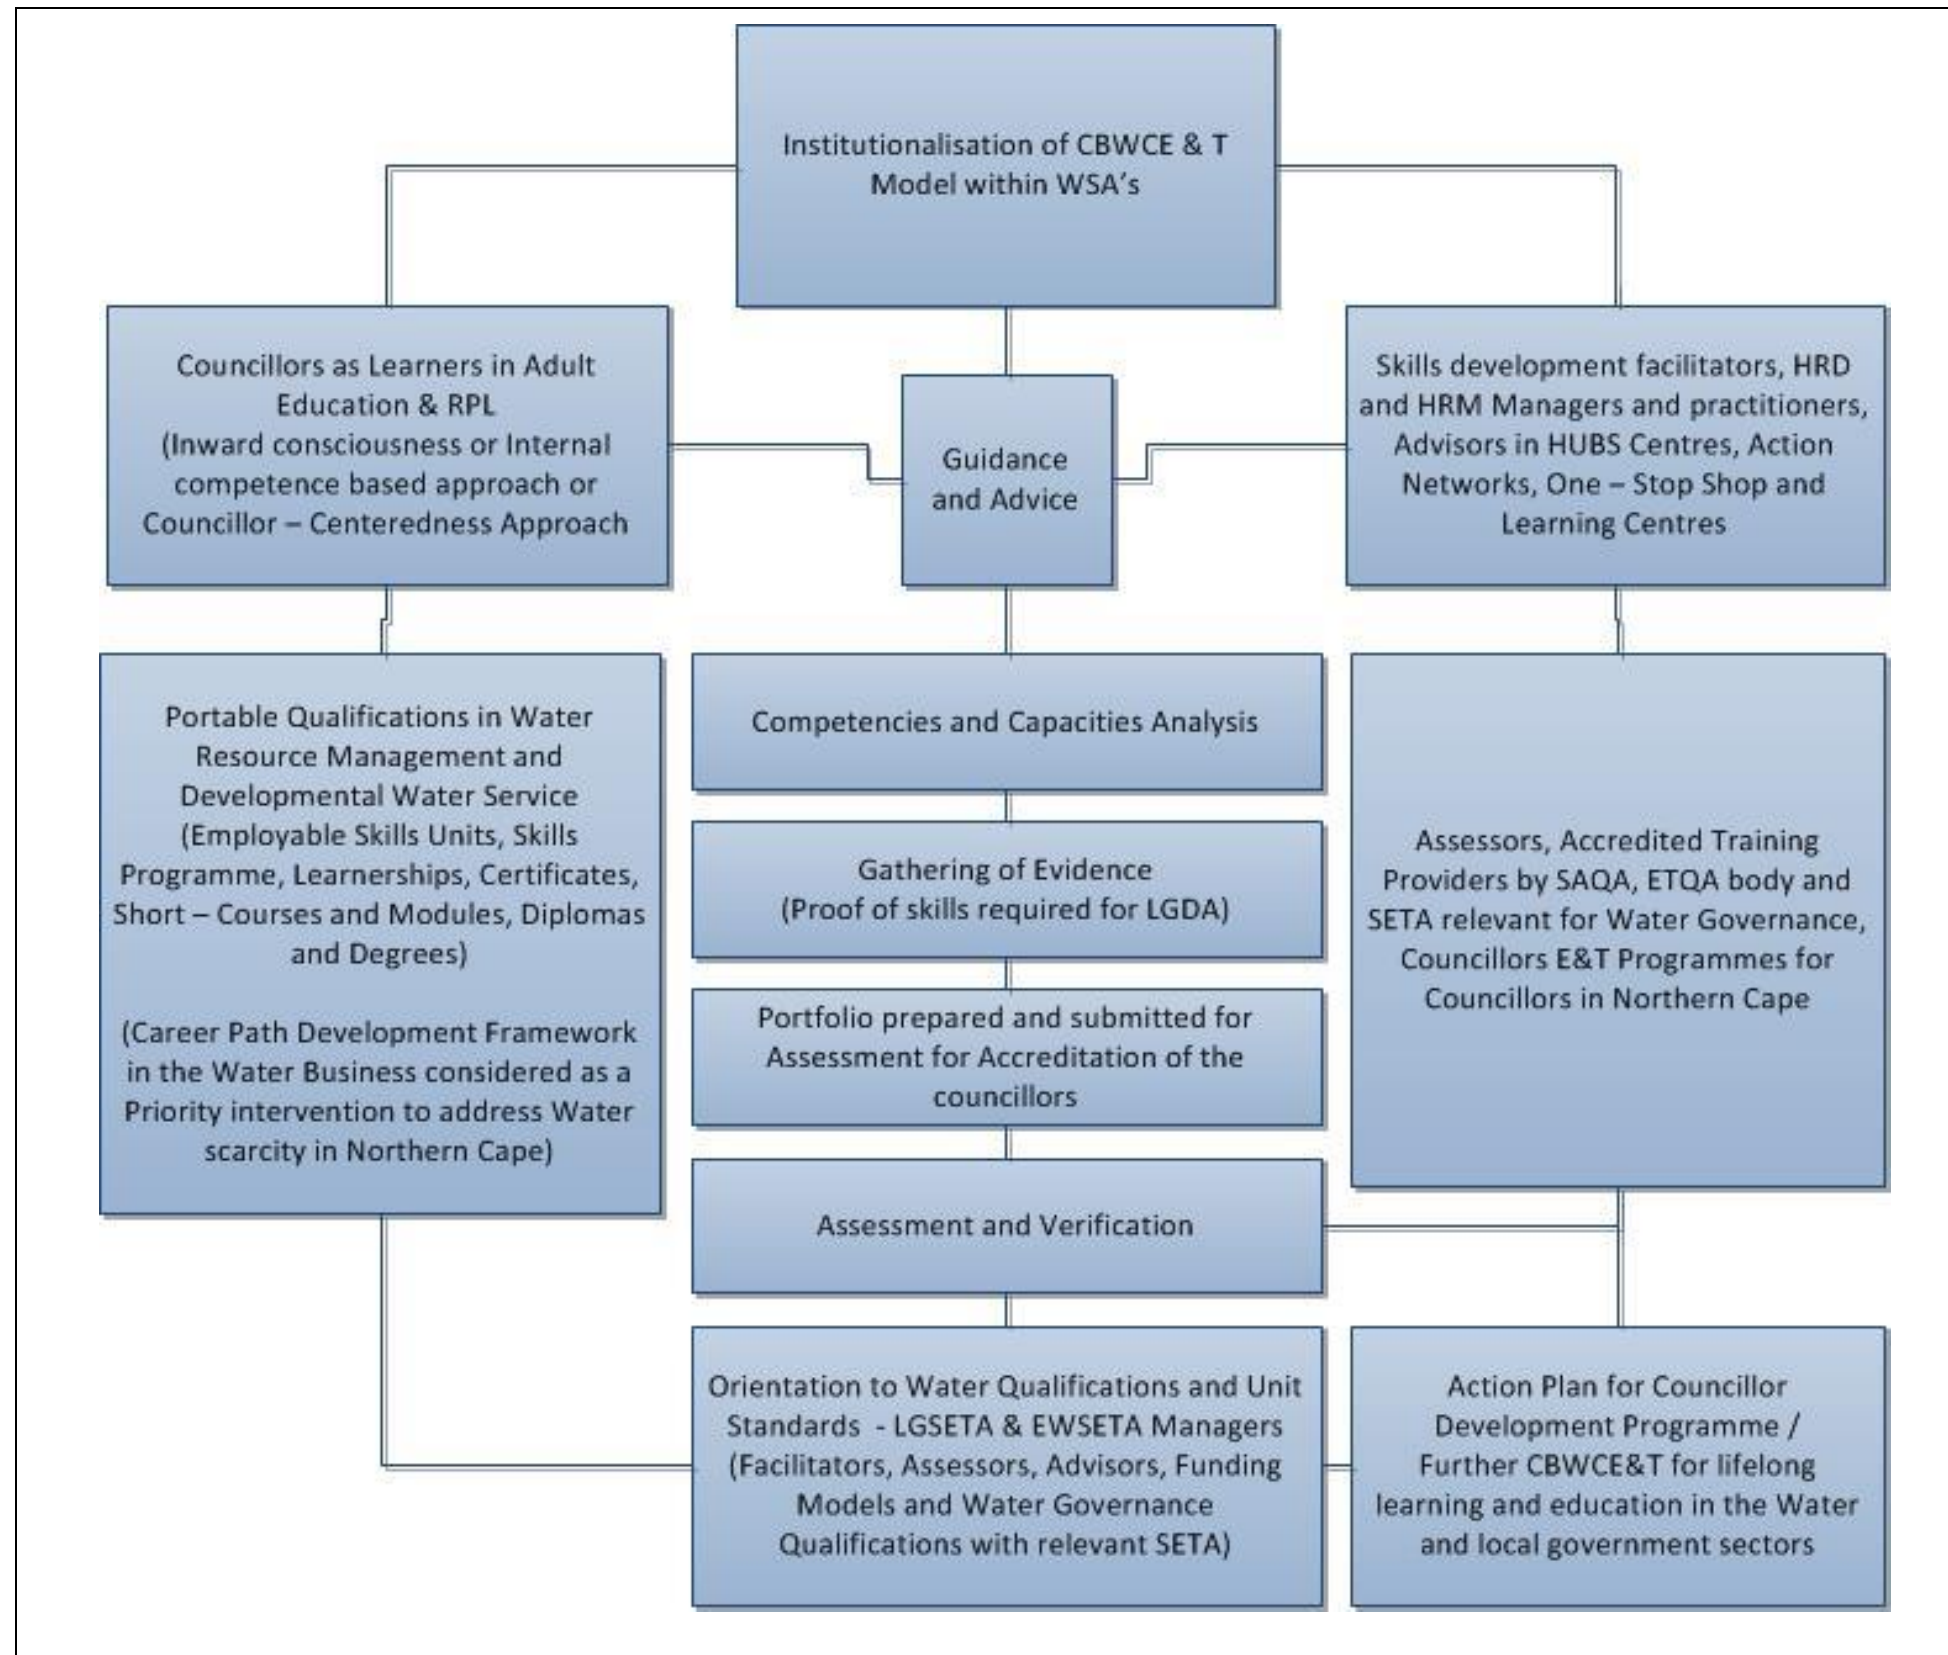 Institutionalisation of CBWCE & T
Model within WSA's
Councillors as Learners in Adult
Education & RPL
(Inward consciousness or Internal
competence based approach or
Councillor – Centeredness Approach
Guidance
and Advice
Skills development facilitators, HRD
and HRM Managers and practitioners,
Advisors in HUBS Centres, Action
Networks, One – Stop Shop and
Learning Centres
Portable Qualifications in Water
Resource Management and
Developmental Water Service
(Employable Skills Units, Skills
Programme, Learnerships, Certificates,
Short – Courses and Modules, Diplomas
and Degrees)
(Career Path Development Framework
in the Water Business considered as a
Priority intervention to address Water
scarcity in Northern Cape)
Competencies and Capacities Analysis
Gathering of Evidence
(Proof of skills required for LGDA)
Portfolio prepared and submitted for
Assessment for Accreditation of the
councillors
Assessment and Verification
Assessors, Accredited Training
Providers by SAQA, ETQA body and
SETA relevant for Water Governance,
Councillors E&T Programmes for
Councillors in Northern Cape
Orientation to Water Qualifications and Unit
Standards  - LGSETA & EWSETA Managers
(Facilitators, Assessors, Advisors, Funding
Models and Water Governance
Qualifications with relevant SETA)
Action Plan for Councillor
Development Programme /
Further CBWCE&T for lifelong
learning and education in the Water
and local government sectors